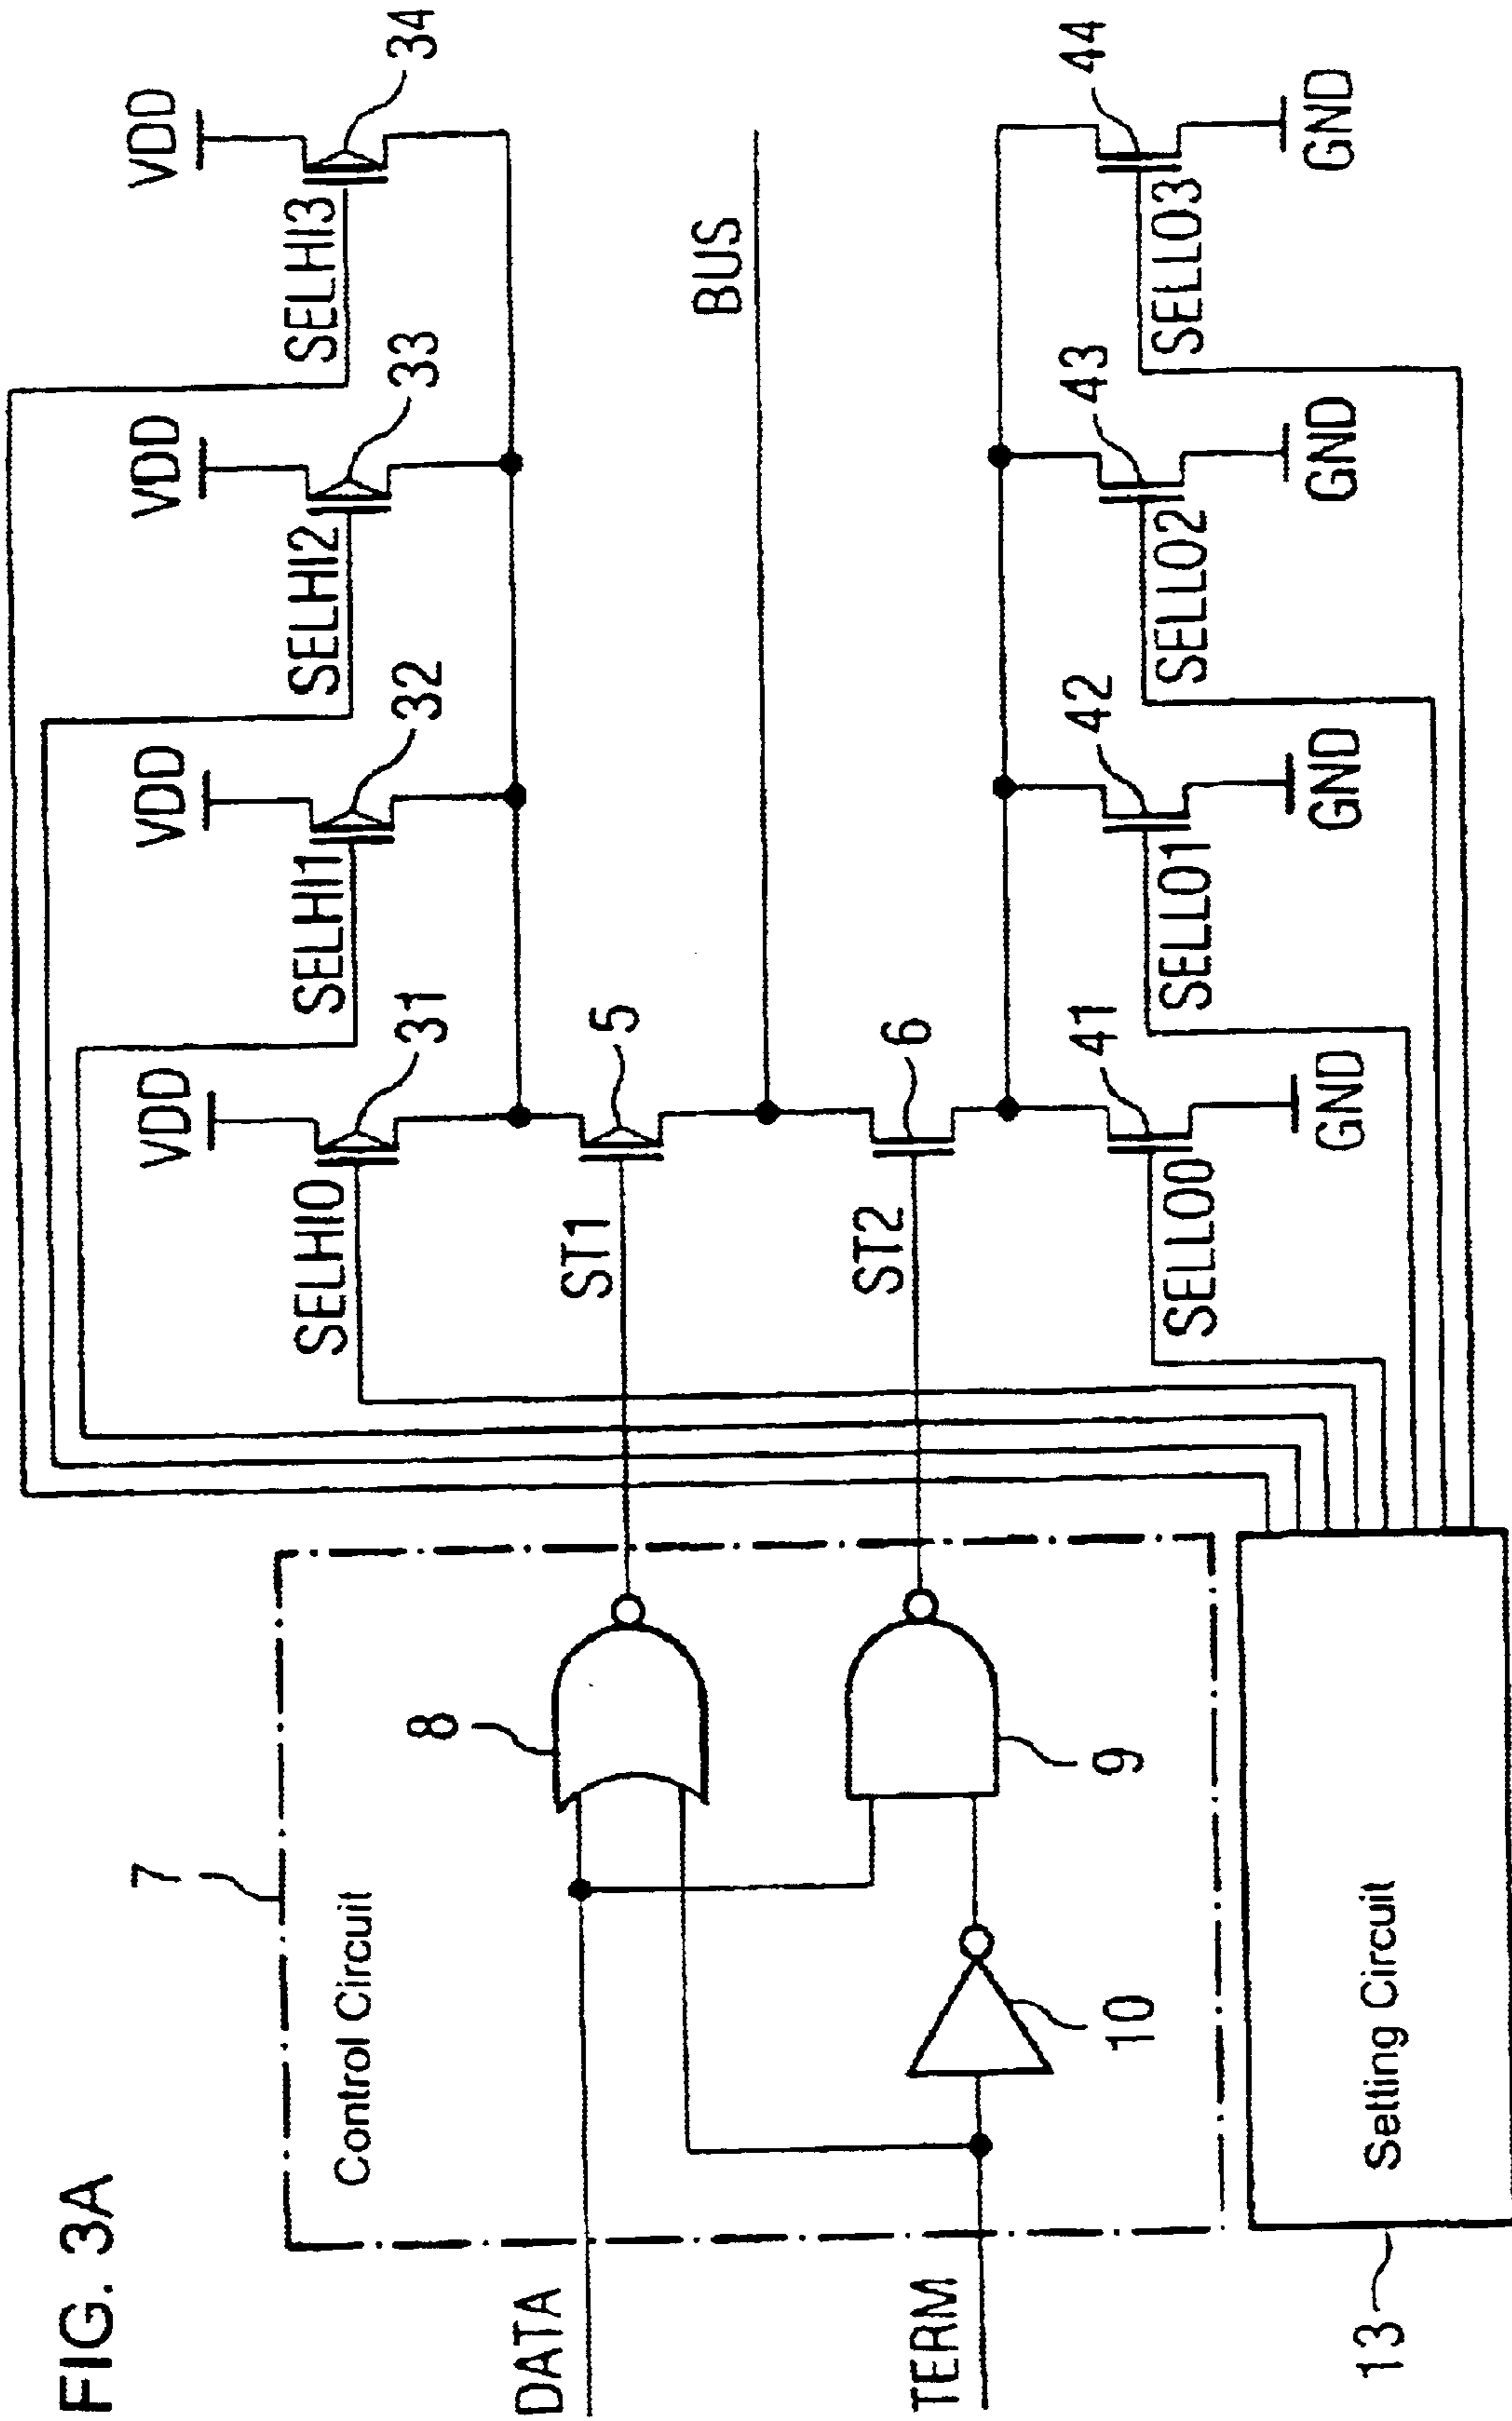 FIG. 3A
VDD
VDD
VDD
VDD
SELHI0
SELHI1
SELHI2
SELHI3
31
32
33
34
7
Control Circuit
8
ST1
5
BUS
DATA
9
ST2
6
10
TERM
41
42
43
44
SELLO0
SELLO1
SELLO2
SELLO3
GND
GND
GND
GND
Setting Circuit
13